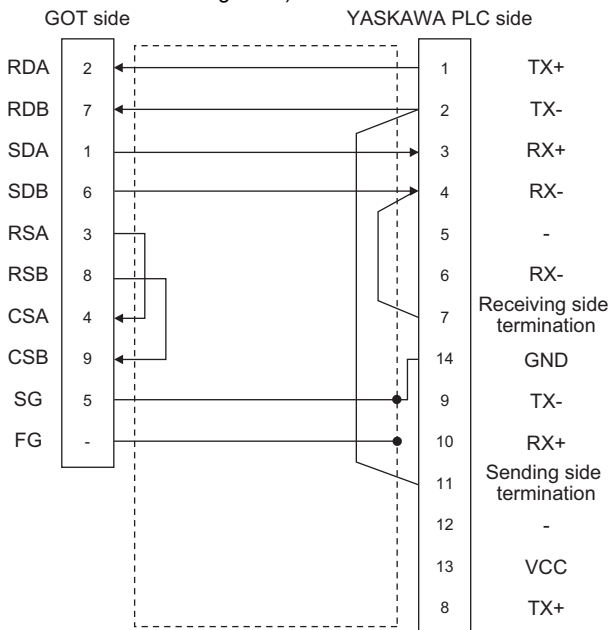 GOT side YASKAWA PLC side
RDA 2 1 TX+
RDB 7 2 TX-
SDA 1 3 RX+
SDB 6 4 RX-
RSA 3 5 -
RSB 8 6 RX-
CSA 4 7 Receiving side
termination
CSB 9 14 GND
SG 5 9 TX-
FG - 10 RX+
11 Sending side
termination
12 -
13 VCC
8 TX+